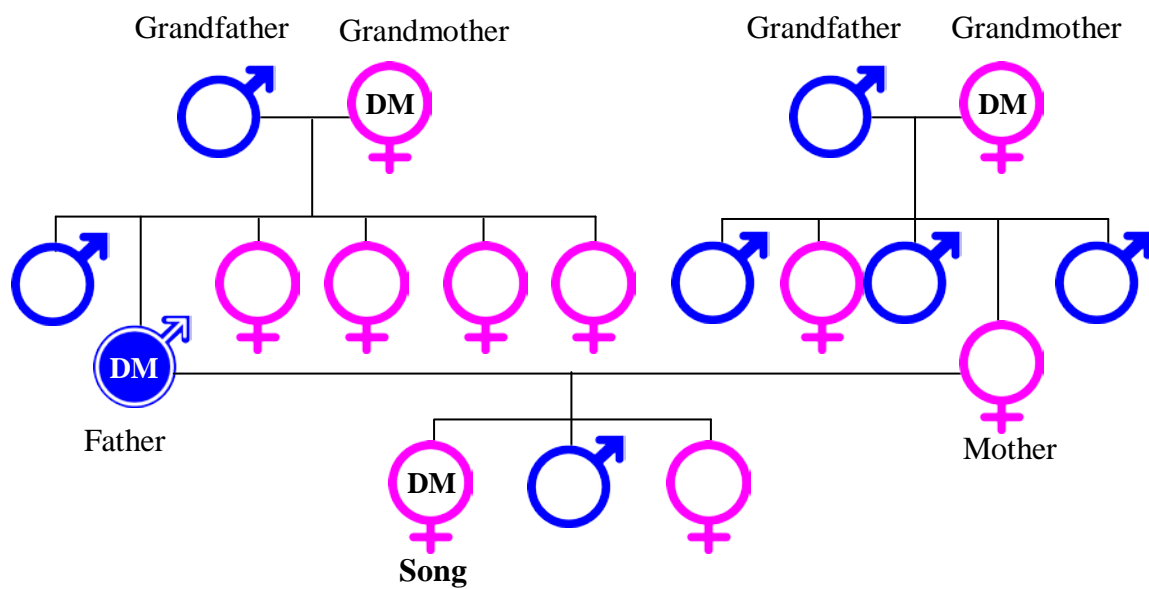 Grandfather Grandmother Grandfather Grandmother
DM DM
DM
Father Mother
DM
Song